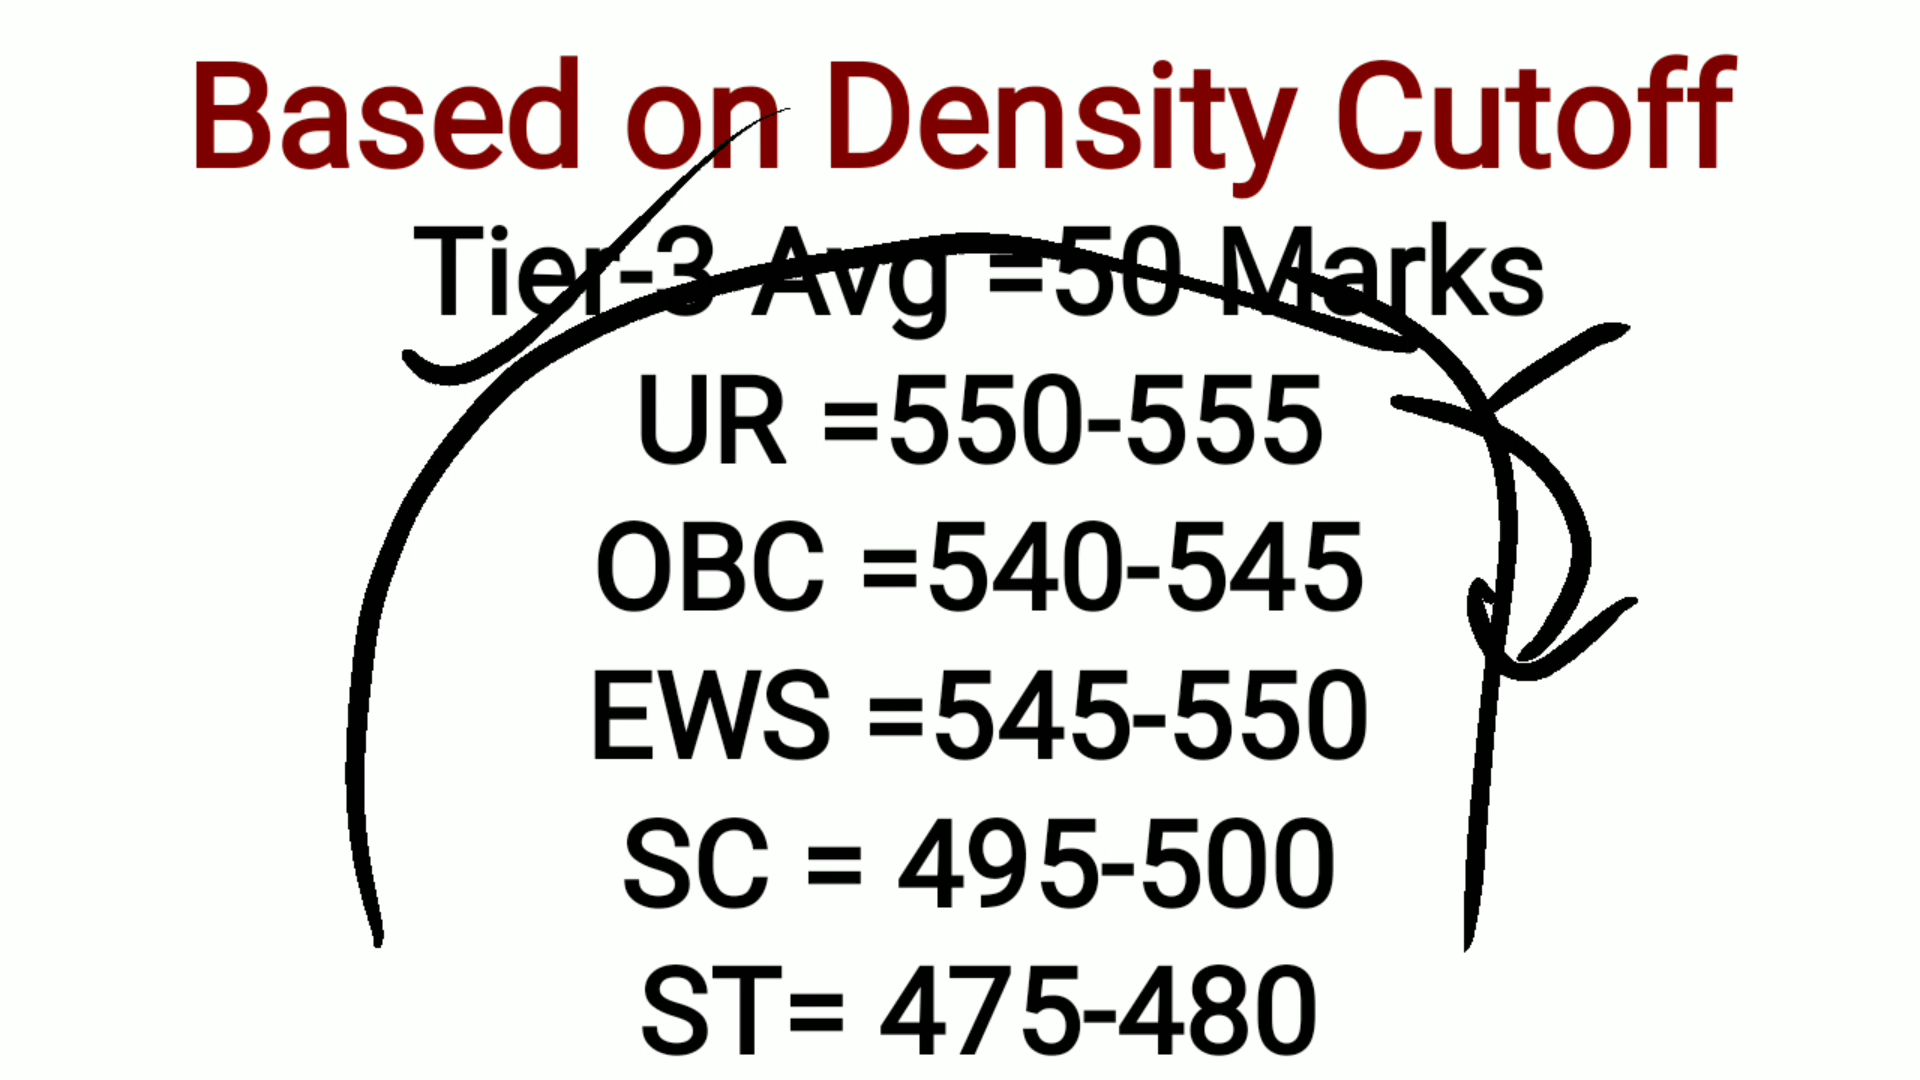 Based on Density Cutoff
Tier-3 Avg =50 Marks
UR =550-555
OBC =540-545
EWS =545-550
SC = 495-500
ST= 475-480